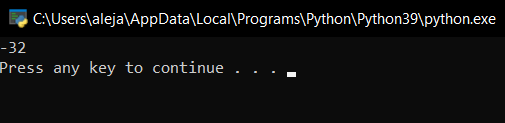 C:\Users\aleja\AppData\Local\Programs\Python\Python39\python.exe
-32
Press any key to continue . . .